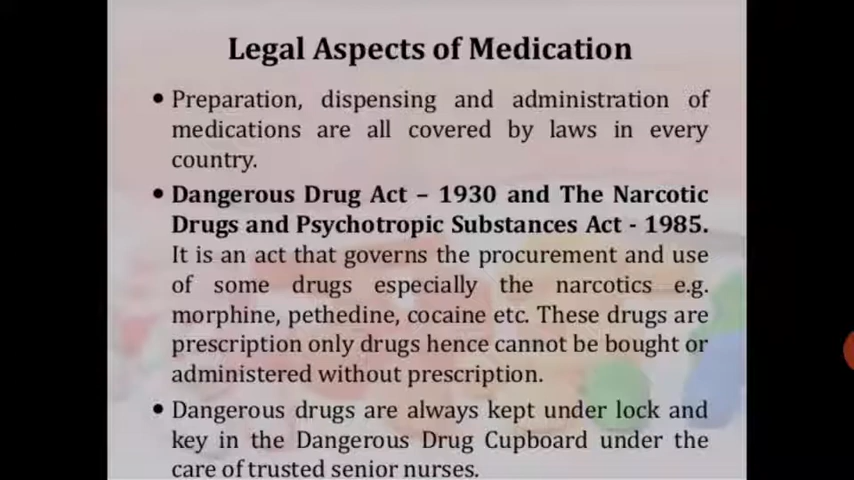 Legal Aspects of Medication
• Preparation, dispensing and administration of
medications are all covered by laws in every
country.
• Dangerous Drug Act – 1930 and The Narcotic
Drugs and Psychotropic Substances Act - 1985.
It is an act that governs the procurement and use
of some drugs especially the narcotics e.g.
morphine, pethedine, cocaine etc. These drugs are
prescription only drugs hence cannot be bought or
administered without prescription.
• Dangerous drugs are always kept under lock and
key in the Dangerous Drug Cupboard under the
care of trusted senior nurses.